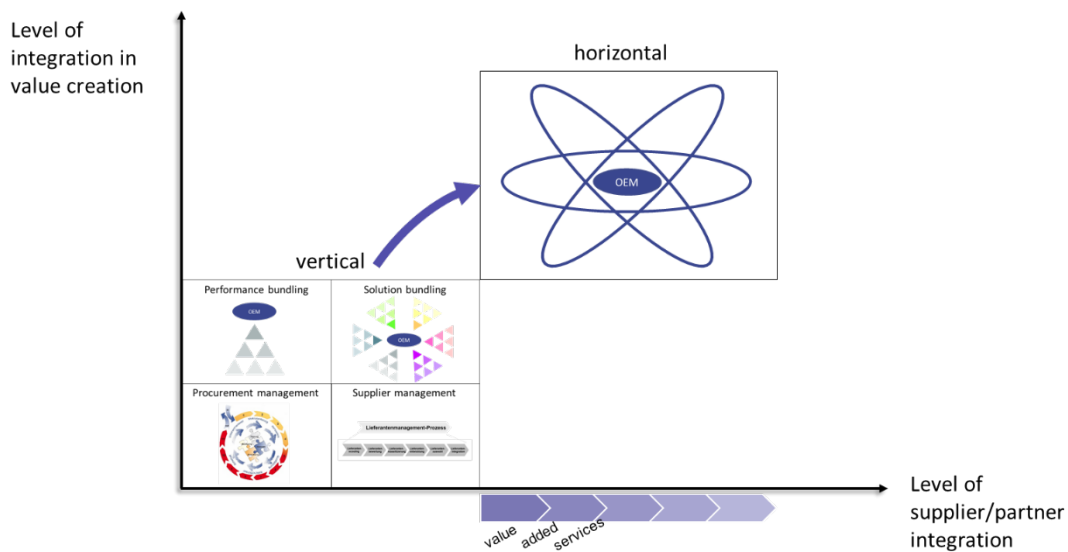 Level of
integration in
value creation
horizontal
OEM
vertical
Performance bundling
OEM
Solution bundling
OEM
Procurement management
Supplier management
Lieferantenmanagement-Prozess
value added services
Level of
supplier/partner
integration